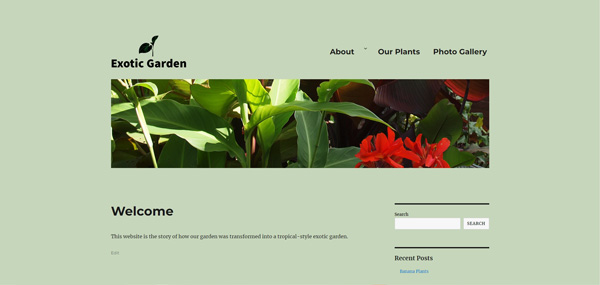 Exotic Garden
About
Our Plants
Photo Gallery
Welcome
This website is the story of how our garden was transformed into a tropical-style exotic garden.
Edit
Search
SEARCH
Recent Posts
Banana Plants